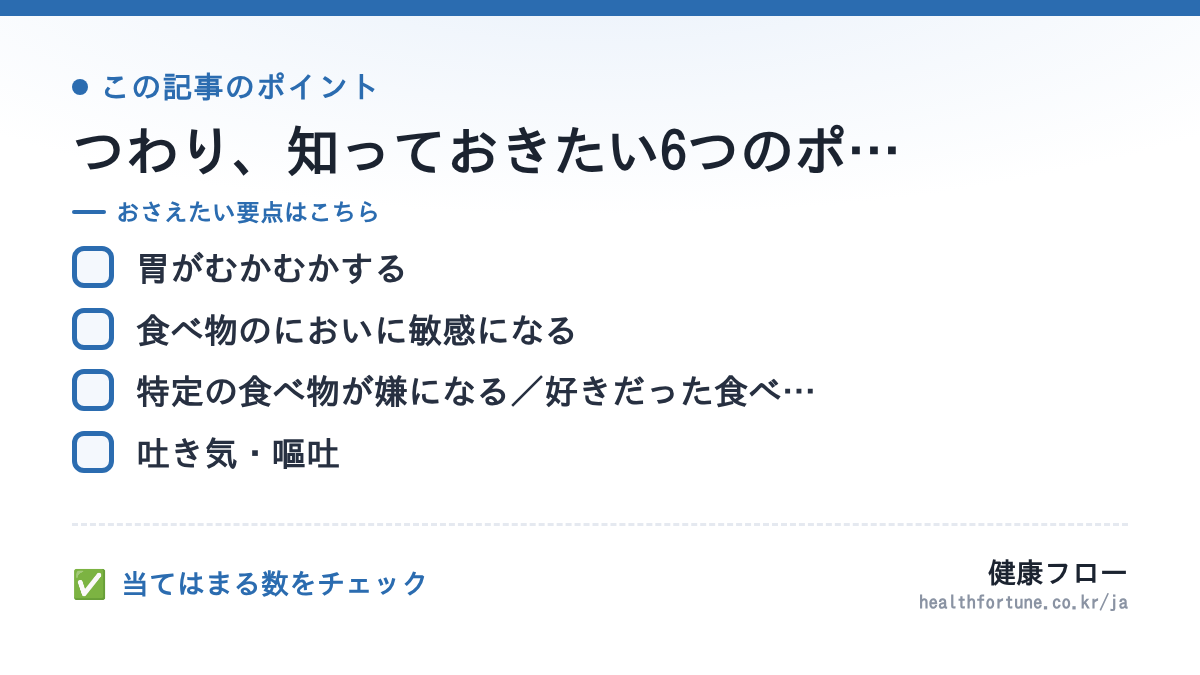 この記事のポイント
つわり、知っておきたい6つのポ…
おさえたい要点はこちら
胃がむかむかする
食べ物のにおいに敏感になる
特定の食べ物が嫌になる／好きだった食べ…
吐き気・嘔吐
当てはまる数をチェック
健康フロー
healthfortune.co.kr/ja